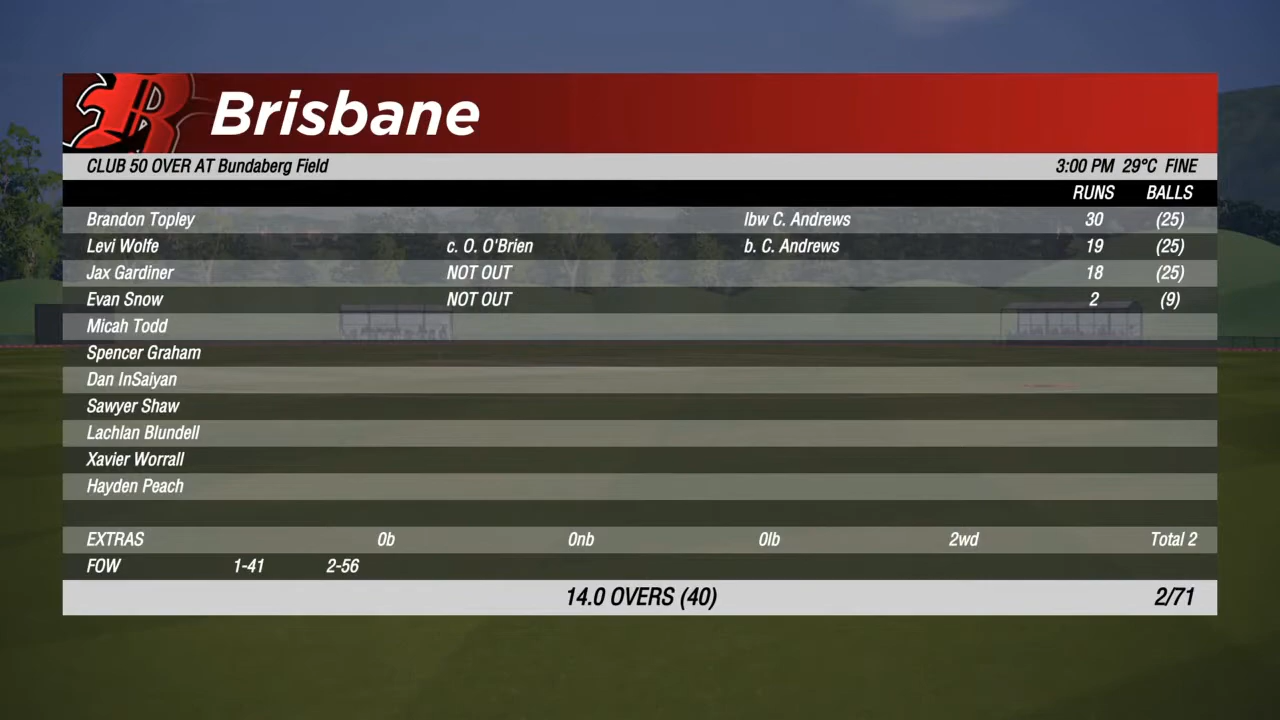 B Brisbane
CLUB 50 OVER AT Bundaberg Field 3:00 PM 29°C FINE
RUNS BALLS
Brandon Topley lbw C. Andrews 30 (25)
Levi Wolfe c. O. O'Brien b. C. Andrews 19 (25)
Jax Gardiner NOT OUT 18 (25)
Evan Snow NOT OUT 2 (9)
Micah Todd
Spencer Graham
Dan InSaiyan
Sawyer Shaw
Lachlan Blundell
Xavier Worrall
Hayden Peach
EXTRAS 0b 0nb 0lb 2wd Total 2
FOW 1-41 2-56
14.0 OVERS (40) 2/71